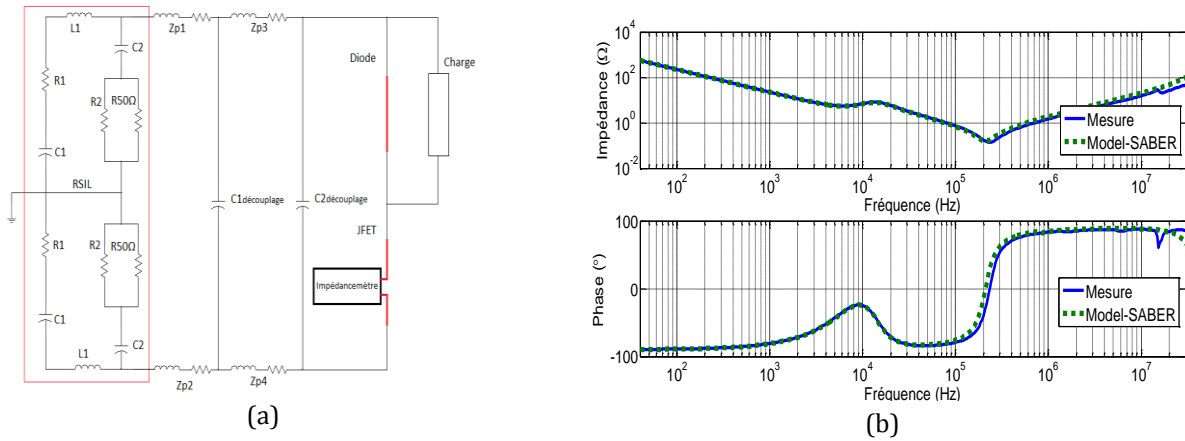 L1
C2
R1
R2
R50Ω
C1
RSIL
R1
R2
R50Ω
C1
C2
L1
Zp1
Zp3
C1découplage
C2découplage
Zp2
Zp4
Diode
Charge
JFET
Impédancemètre
(a)
Impédance (Ω)
10^4
10^2
10^0
10^-2
Mesure
Model-SABER
10^2
10^3
10^4
10^5
10^6
10^7
Fréquence (Hz)
Phase (°)
100
0
-100
Mesure
Model-SABER
10^2
10^3
10^4
10^5
10^6
10^7
Fréquence (Hz)
(b)